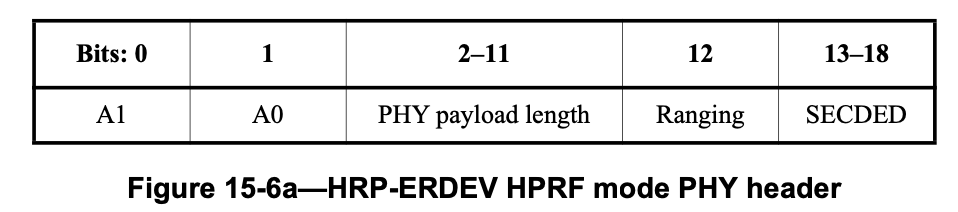 Bits: 0 1 2–11 12 13–18
A1 A0 PHY payload length Ranging SECDED
Figure 15-6a—HRP-ERDEV HPRF mode PHY header